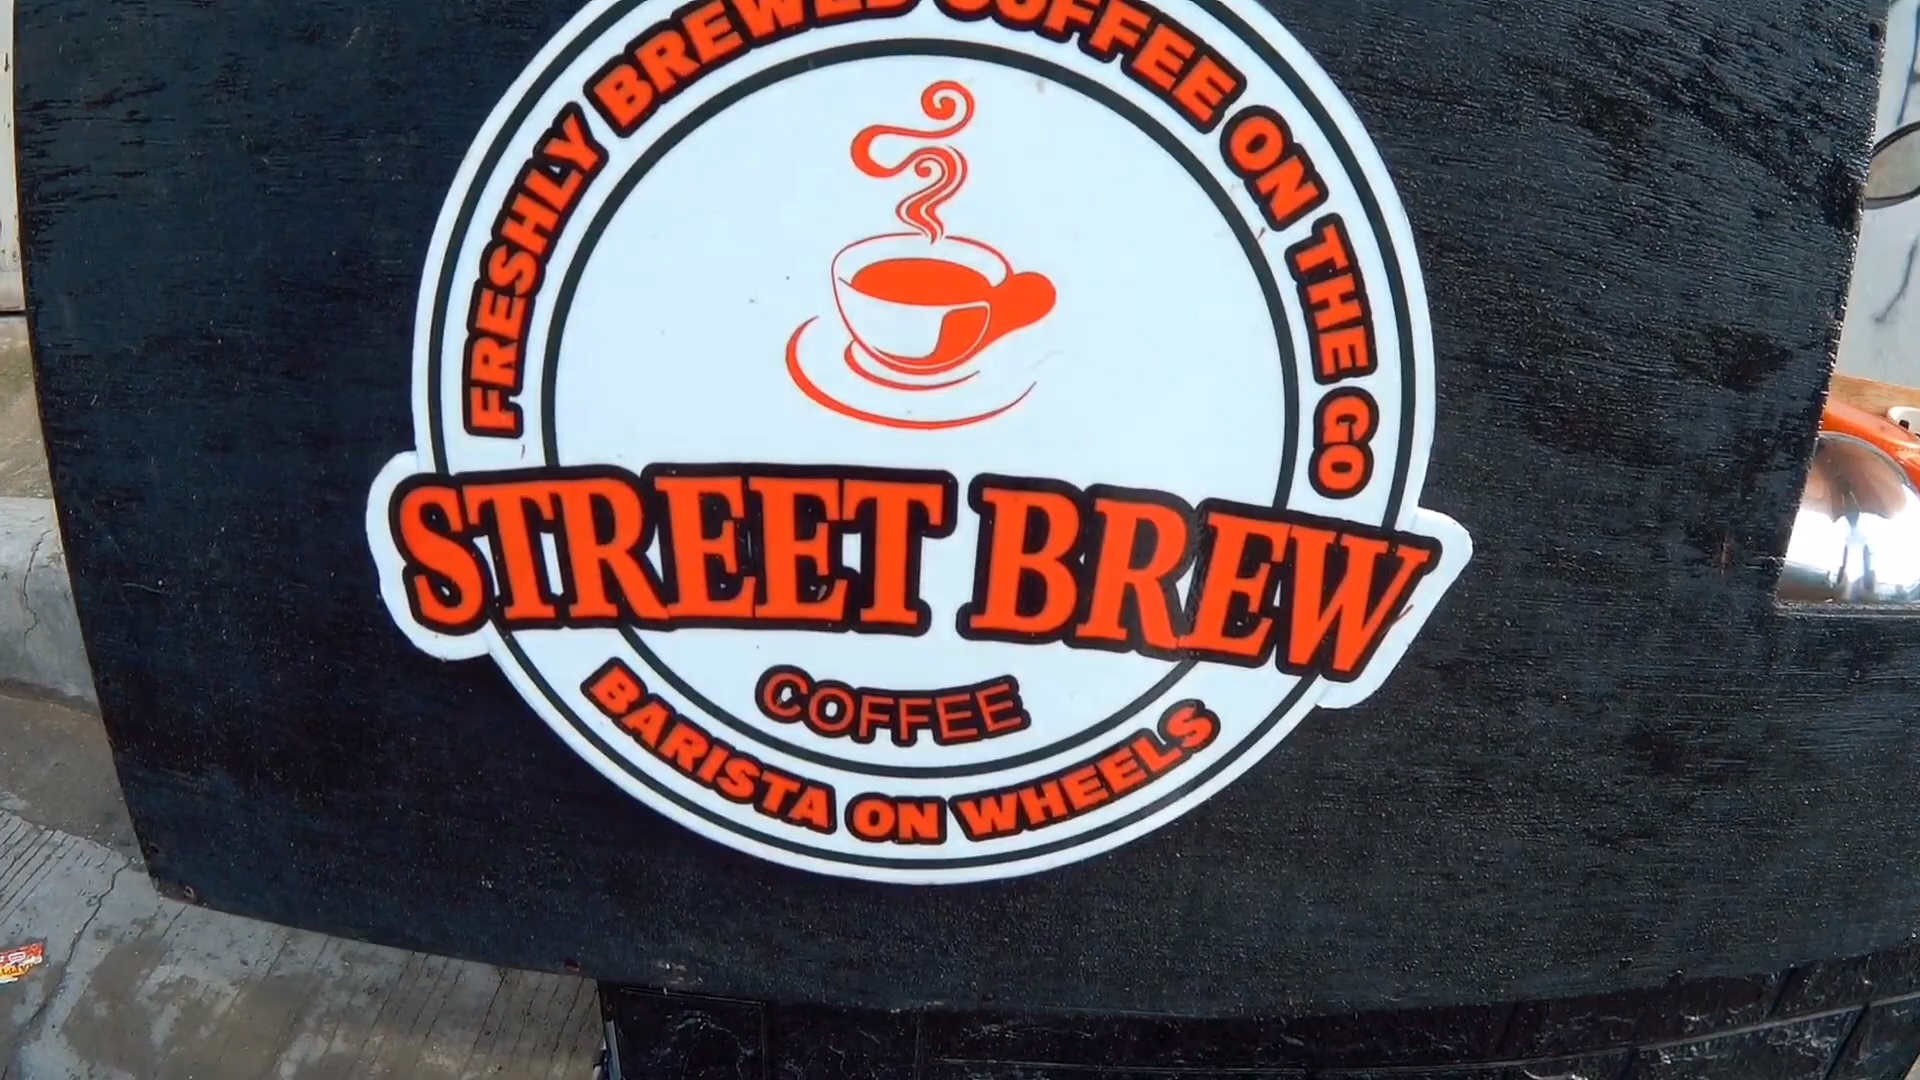 FRESHLY BREWED COFFEE ON THE GO
STREET BREW
COFFEE
BARISTA ON WHEELS